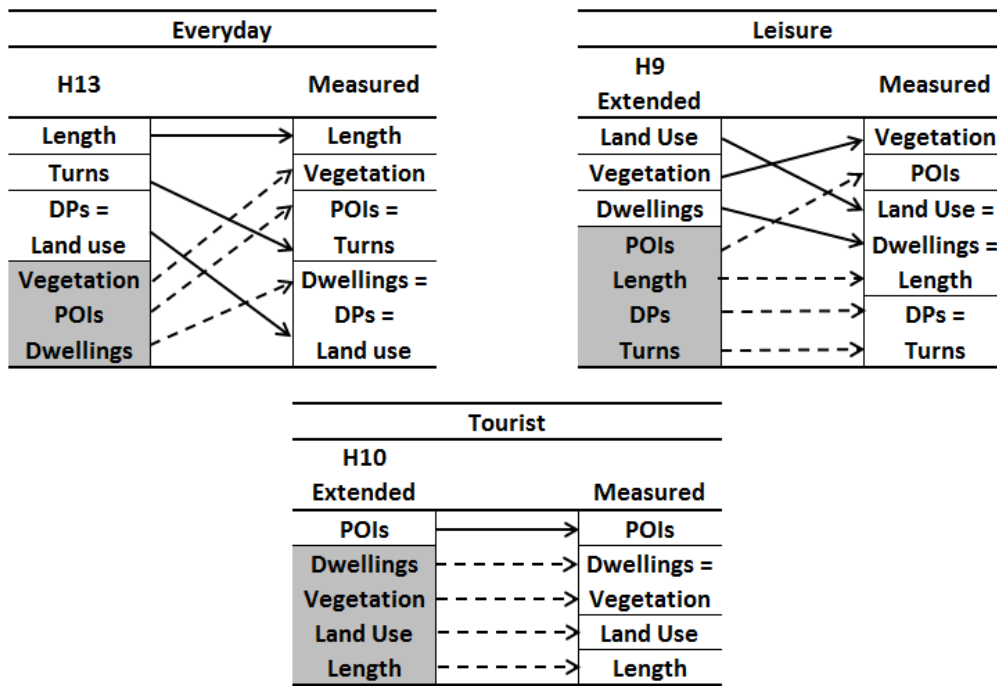 Everyday
H13 Measured
Length Length
Turns Vegetation
DPs = POIs =
Land use Turns
Vegetation Dwellings =
POIs DPs =
Dwellings Land use
Leisure
H9
Extended Measured
Land Use Vegetation
Vegetation POIs
Dwellings Land Use =
POIs Dwellings =
Length Length
DPs DPs =
Turns Turns
Tourist
H10
Extended Measured
POIs POIs
Dwellings Dwellings =
Vegetation Vegetation
Land Use Land Use
Length Length